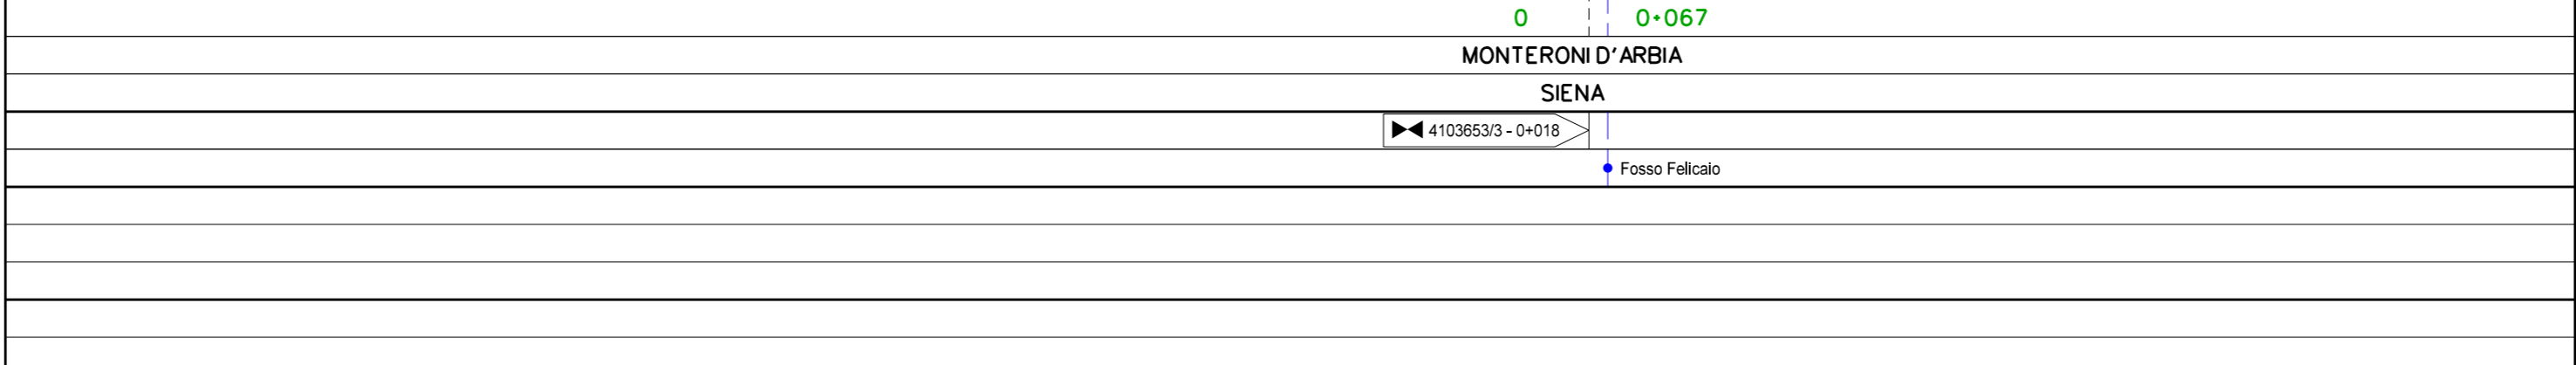 0 0+067
MONTERONI D'ARBIA
SIENA
4103653/3 - 0+018
Fosso Felicaio